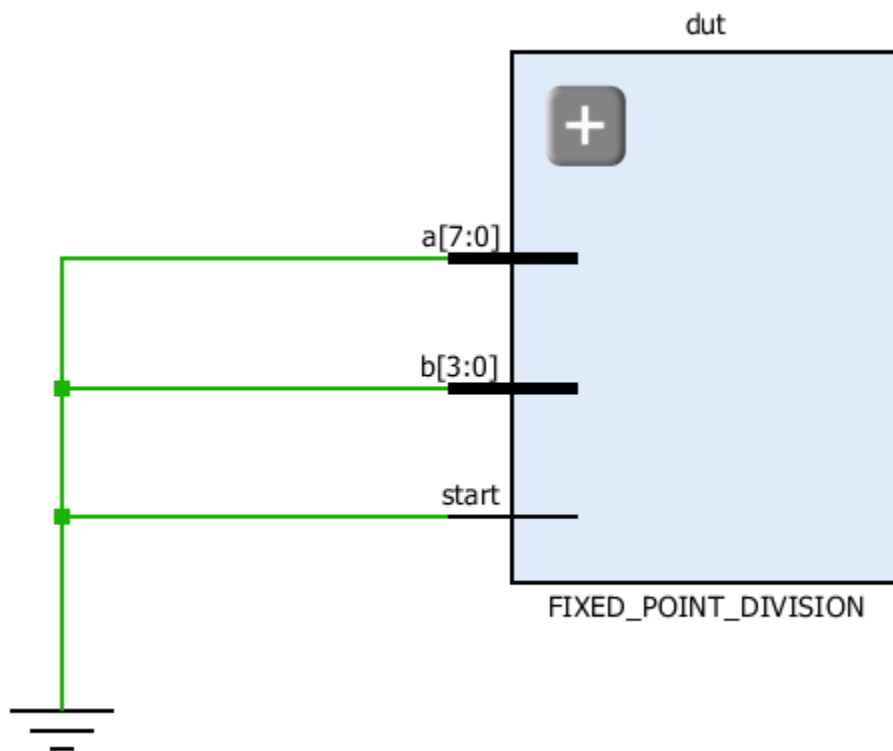 dut
a[7:0]
b[3:0]
start
FIXED_POINT_DIVISION